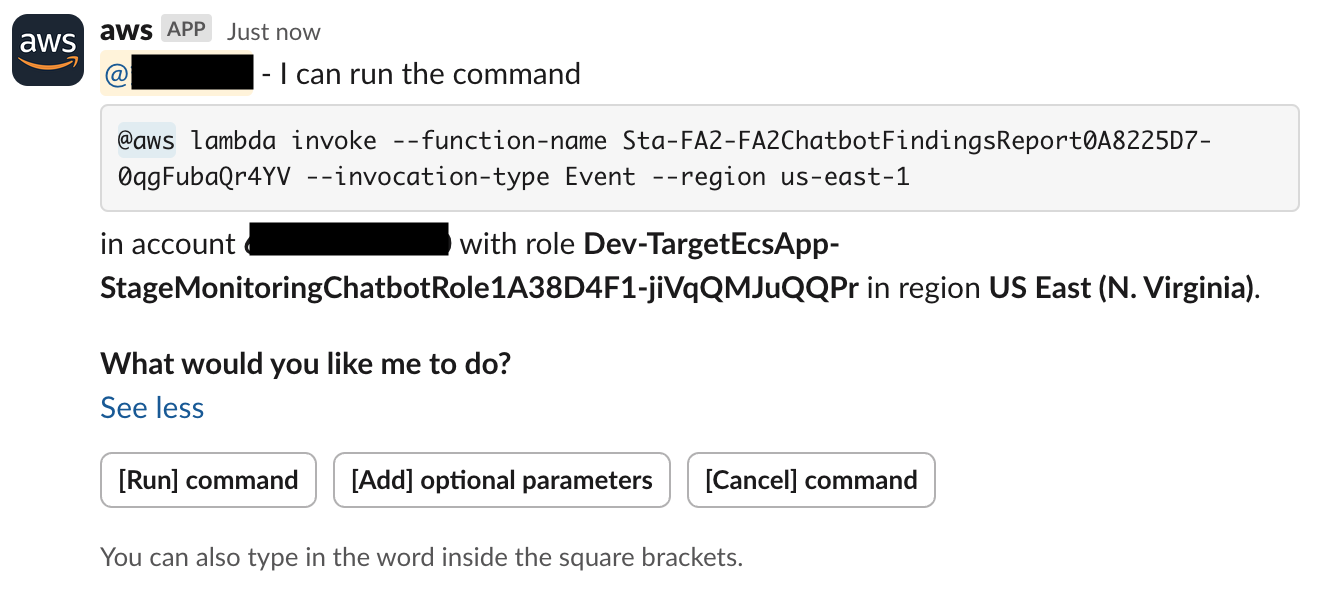 aws
aws APP Just now
@ - I can run the command
@aws lambda invoke --function-name Sta-FA2-FA2ChatbotFindingsReport0A8225D7-
0qgFubaQr4YV --invocation-type Event --region us-east-1
in account with role Dev-TargetEcsApp-
StageMonitoringChatbotRole1A38D4F1-jiVqQMJuQQPr in region US East (N. Virginia).
What would you like me to do?
See less
[Run] command [Add] optional parameters [Cancel] command
You can also type in the word inside the square brackets.